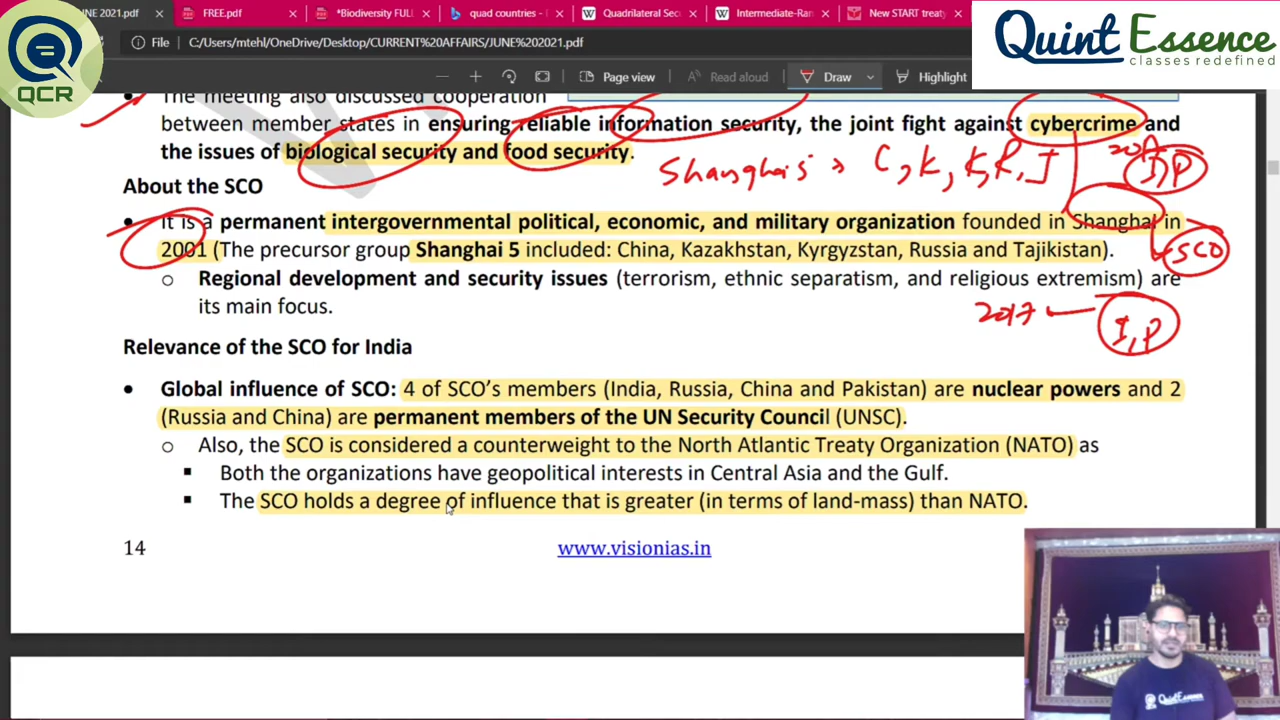 JUNE 2021.pdf
FREE.pdf
*Biodiversity FULL
quad countries -
Quadrilateral Sec
Intermediate-Ran
New START treaty
File C:/Users/mtehl/OneDrive/Desktop/CURRENT%20AFFAIRS/JUNE%202021.pdf
Page view
Read aloud
Draw
Highlight
QCR
Quint Essence
classes redefined
• The meeting also discussed cooperation
between member states in ensuring reliable information security, the joint fight against cybercrime and
the issues of biological security and food security.
Shanghai 5 → C, K, K, R, T
I, P
About the SCO
• It is a permanent intergovernmental political, economic, and military organization founded in Shanghai in
2001 (The precursor group Shanghai 5 included: China, Kazakhstan, Kyrgyzstan, Russia and Tajikistan).
SCO
o Regional development and security issues (terrorism, ethnic separatism, and religious extremism) are
its main focus.
2017
I, P
Relevance of the SCO for India
• Global influence of SCO: 4 of SCO’s members (India, Russia, China and Pakistan) are nuclear powers and 2
(Russia and China) are permanent members of the UN Security Council (UNSC).
o Also, the SCO is considered a counterweight to the North Atlantic Treaty Organization (NATO) as
▪ Both the organizations have geopolitical interests in Central Asia and the Gulf.
▪ The SCO holds a degree of influence that is greater (in terms of land-mass) than NATO.
14 www.visionias.in
Quint Essence